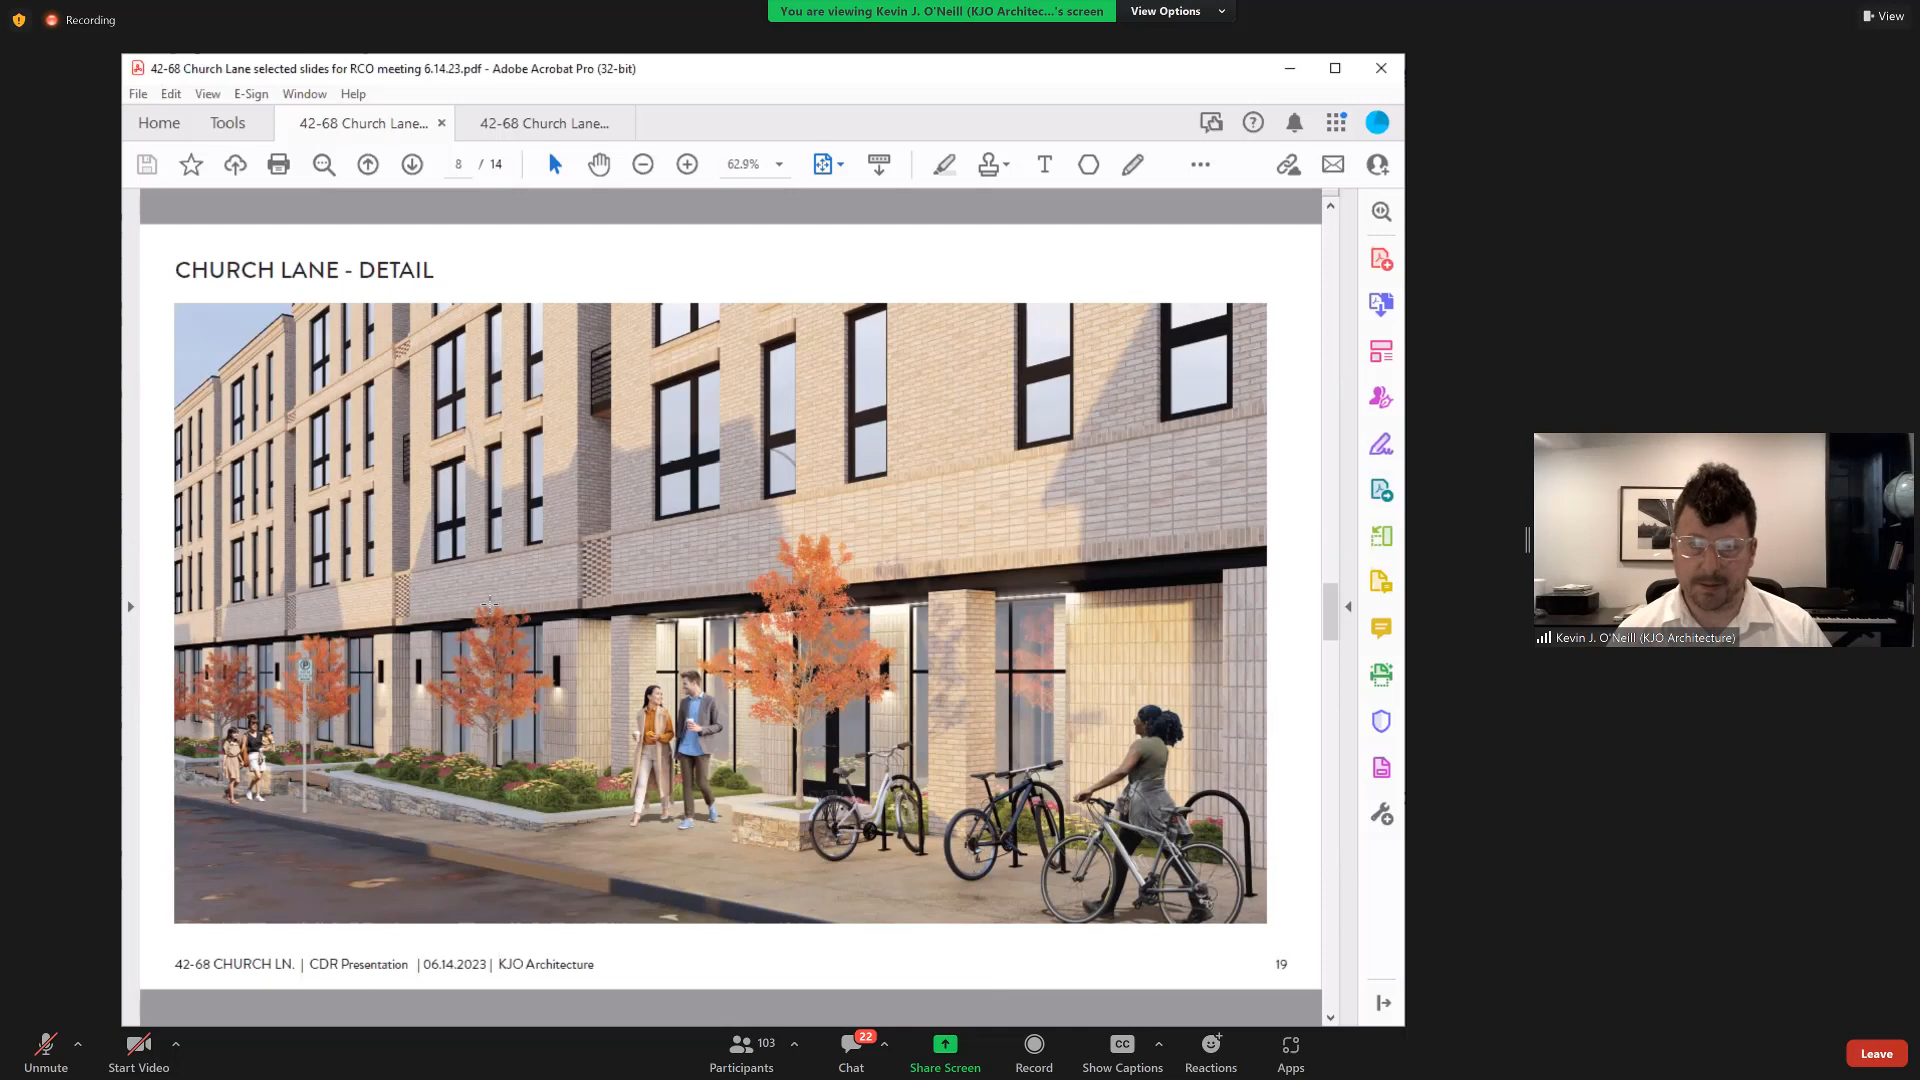 Recording
You are viewing Kevin J. O'Neill (KJO Architec...'s screen
View Options
View
42-68 Church Lane selected slides for RCO meeting 6.14.23.pdf - Adobe Acrobat Pro (32-bit)
File Edit View E-Sign Window Help
Home Tools 42-68 Church Lane... × 42-68 Church Lane...
8 / 14 62.9%
CHURCH LANE - DETAIL
P
42-68 CHURCH LN. | CDR Presentation | 06.14.2023 | KJO Architecture
19
Kevin J. O'Neill (KJO Architecture)
103
22
CC
Unmute
Start Video
Participants
Chat
Share Screen
Record
Show Captions
Reactions
Apps
Leave